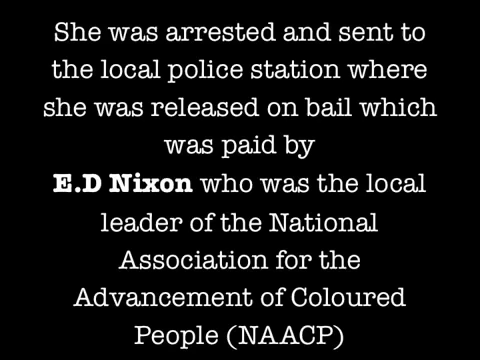 She was arrested and sent to
the local police station where
she was released on bail which
was paid by
E.D Nixon who was the local
leader of the National
Association for the
Advancement of Coloured
People (NAACP)